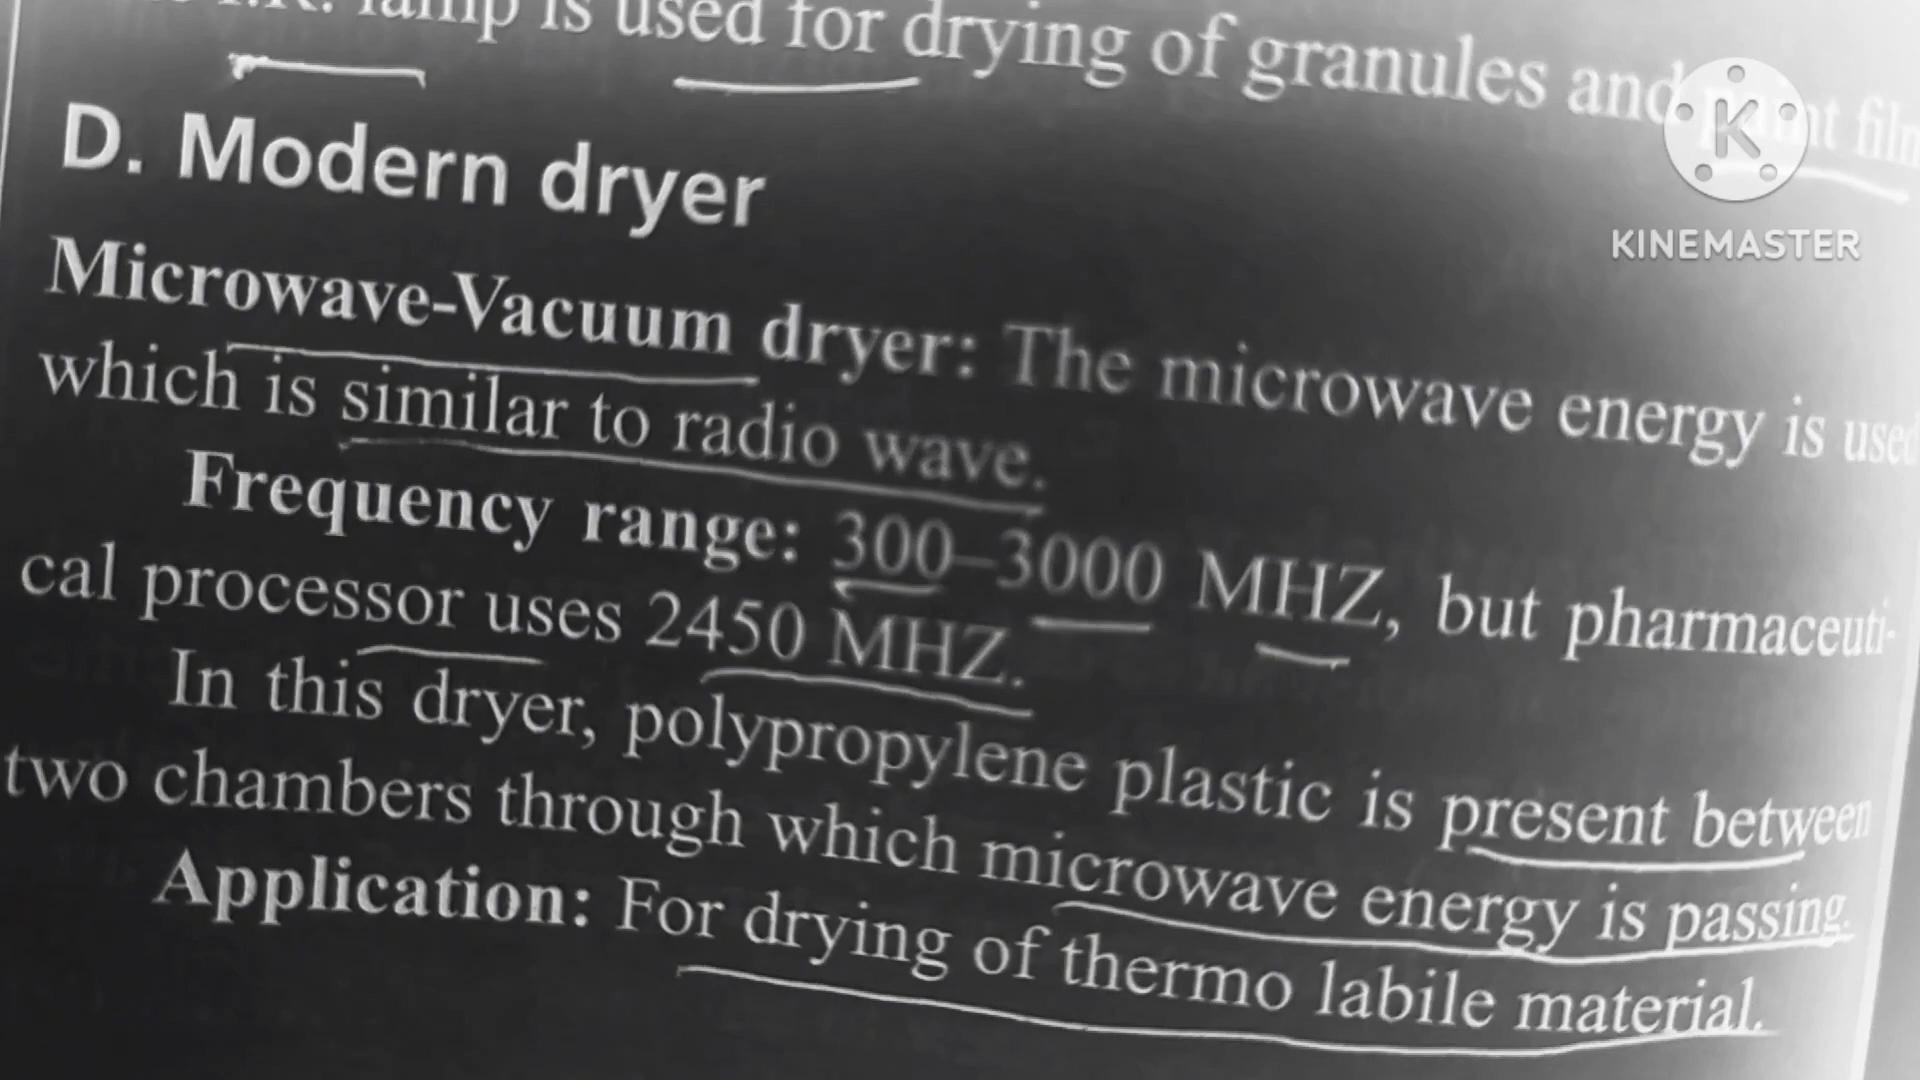 I.R. lamp is used for drying of granules and paint film
D. Modern dryer
Microwave-Vacuum dryer: The microwave energy is used
which is similar to radio wave.
Frequency range: 300–3000 MHZ, but pharmaceuti-
cal processor uses 2450 MHZ.
In this dryer, polypropylene plastic is present between
two chambers through which microwave energy is passing.
Application: For drying of thermo labile material.
K
KINEMASTER